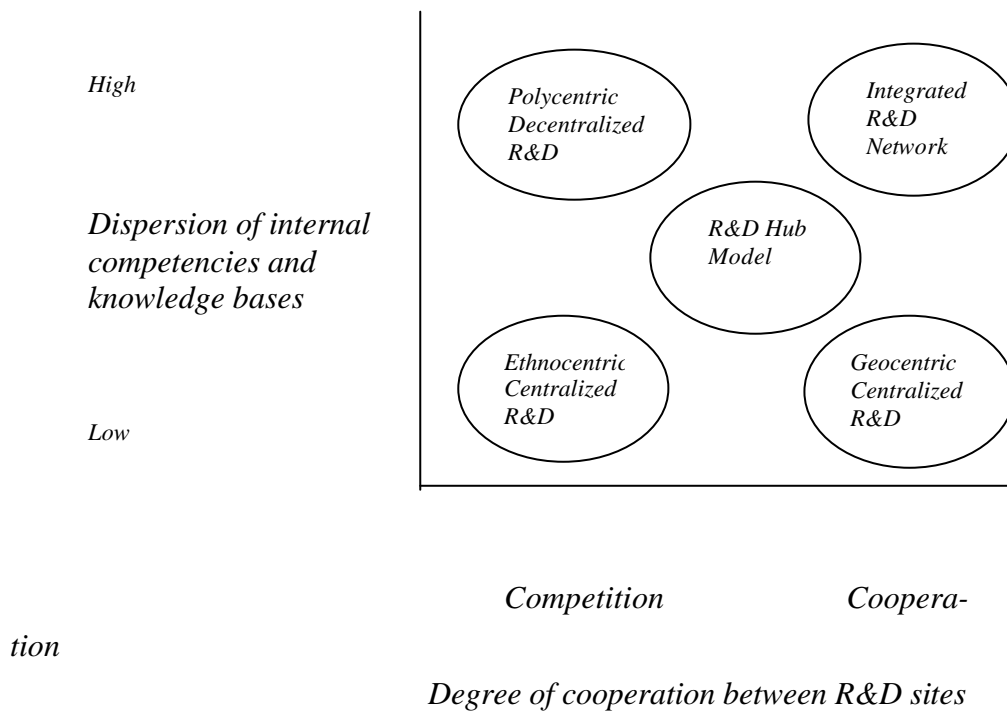 High
Polycentric
Decentralized
R&D
Integrated
R&D
Network
Dispersion of internal
competencies and
knowledge bases
R&D Hub
Model
Ethnocentric
Centralized
R&D
Geocentric
Centralized
R&D
Low
Competition
Coopera-
tion
Degree of cooperation between R&D sites